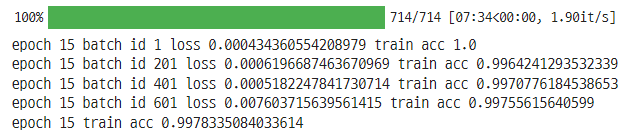 100% 714/714 [07:34<00:00, 1.90it/s]
epoch 15 batch id 1 loss 0.000434360554208979 train acc 1.0
epoch 15 batch id 201 loss 0.0006196687463670969 train acc 0.9964241293532339
epoch 15 batch id 401 loss 0.0005182247841730714 train acc 0.9970776184538653
epoch 15 batch id 601 loss 0.007603715639561415 train acc 0.99755615640599
epoch 15 train acc 0.9978335084033614